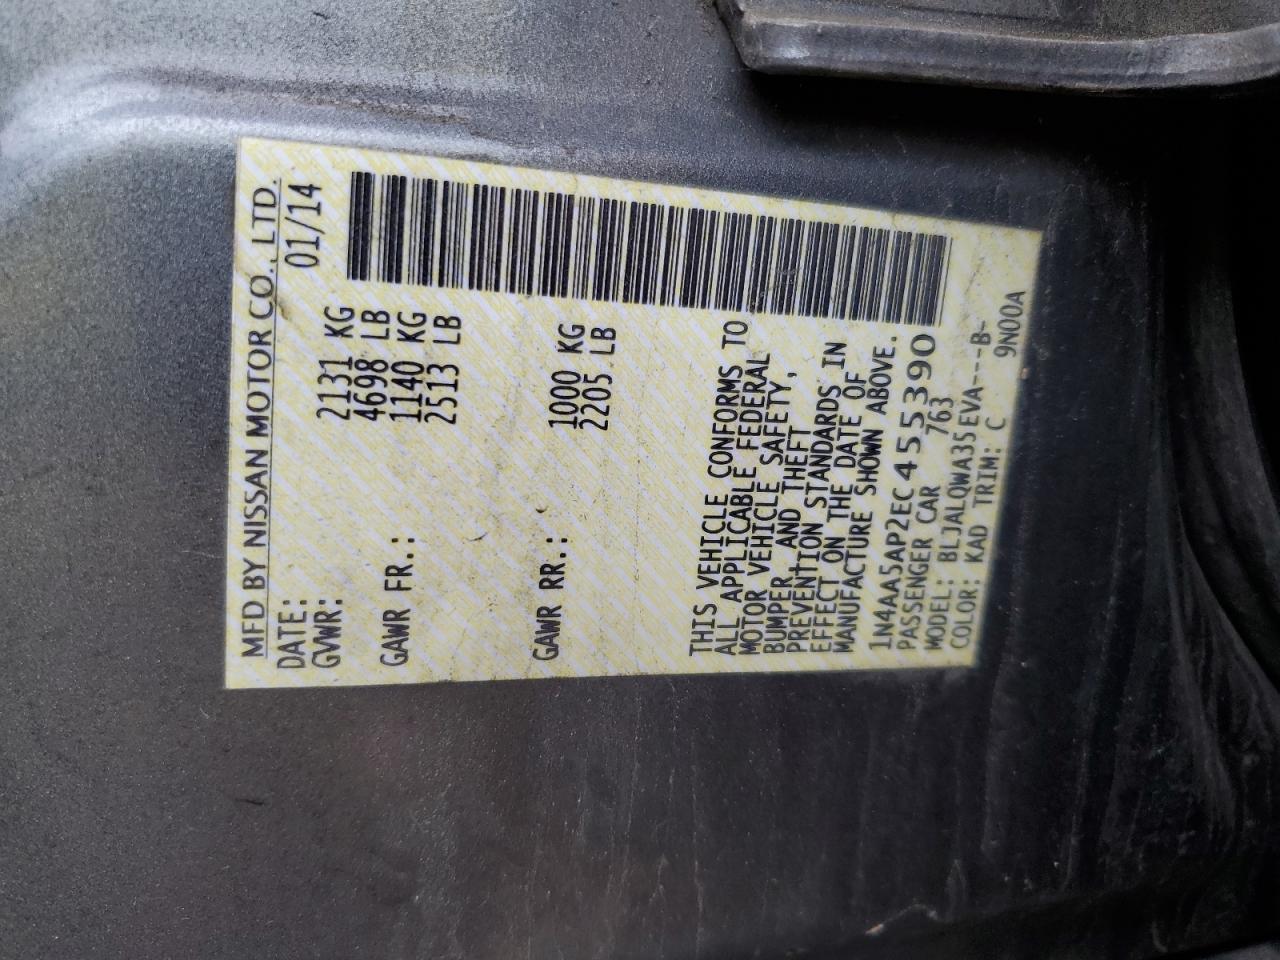 MFD BY NISSAN MOTOR CO., LTD.
DATE: 01/14
GVWR: 2131 KG
4698 LB
GAWR FR.: 1140 KG
2513 LB
GAWR RR.: 1000 KG
2205 LB
THIS VEHICLE CONFORMS TO
ALL APPLICABLE FEDERAL
MOTOR VEHICLE SAFETY,
BUMPER AND THEFT
PREVENTION STANDARDS IN
EFFECT ON THE DATE OF
MANUFACTURE SHOWN ABOVE.
1N4AA5AP2EC455390
PASSENGER CAR 763
MODEL: BLJALQWA35EVA---B-
COLOR: KAD TRIM: C 9N00A